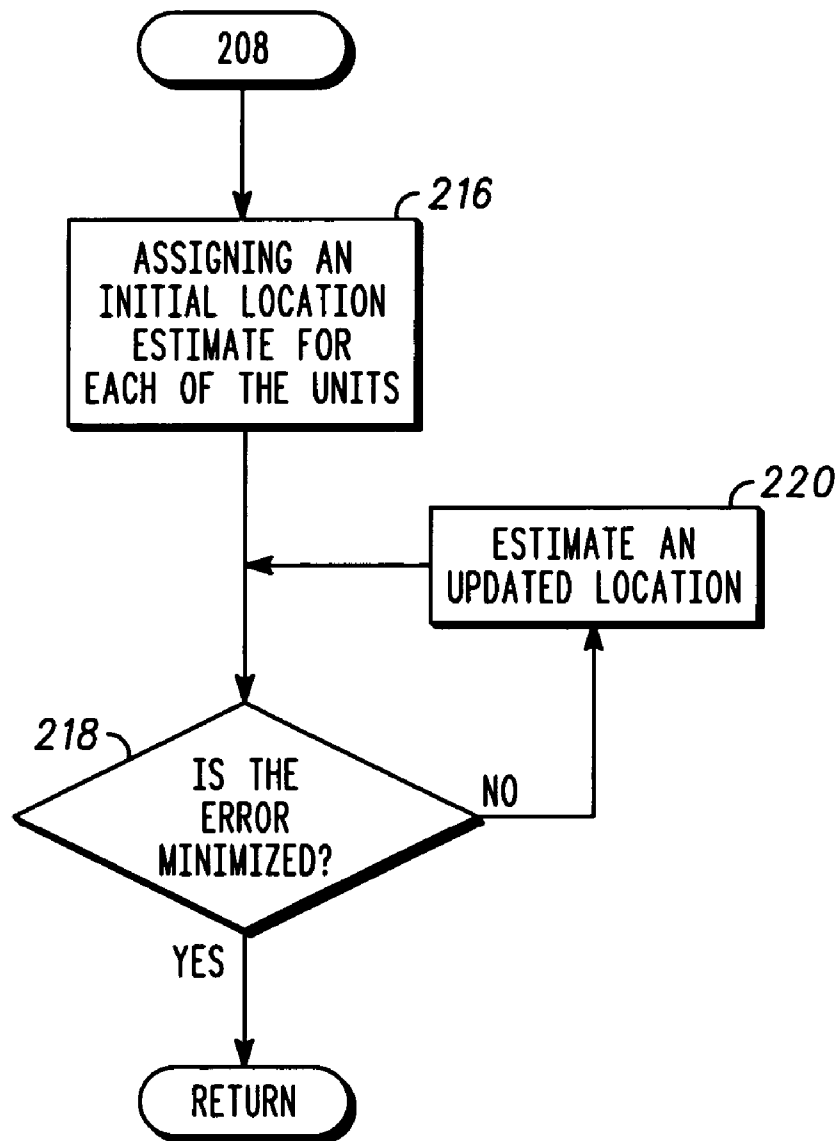 208
216
ASSIGNING AN
INITIAL LOCATION
ESTIMATE FOR
EACH OF THE UNITS
220
ESTIMATE AN
UPDATED LOCATION
218
IS THE
ERROR
MINIMIZED?
NO
YES
RETURN